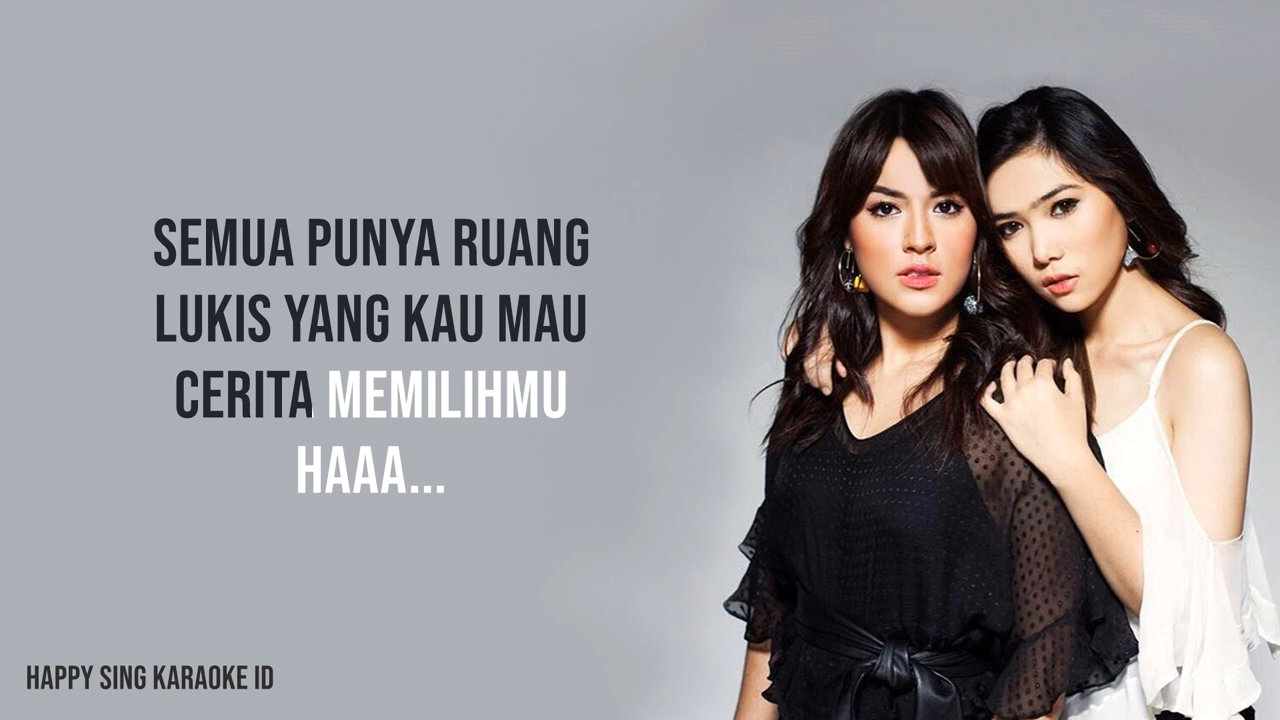 SEMUA PUNYA RUANG
LUKIS YANG KAU MAU
CERITA MEMILIHMU
HAAA...
HAPPY SING KARAOKE ID